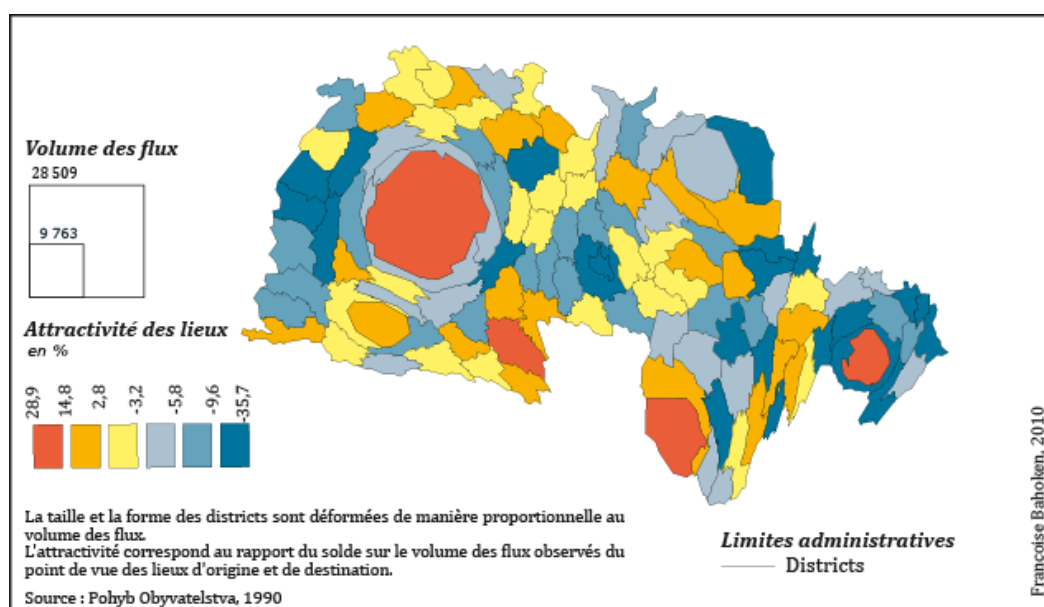 Volume des flux
28 509
9 763
Attractivité des lieux
en %
28,9
14,8
2,8
-3,2
-5,8
-9,6
-35,7
La taille et la forme des districts sont déformées de manière proportionnelle au
volume des flux.
L'attractivité correspond au rapport du solde sur le volume des flux observés du
point de vue des lieux d'origine et de destination.
Source : Pohyb Obyvatelstva, 1990
Limites administratives
Districts
Francoise Bahoken, 2010